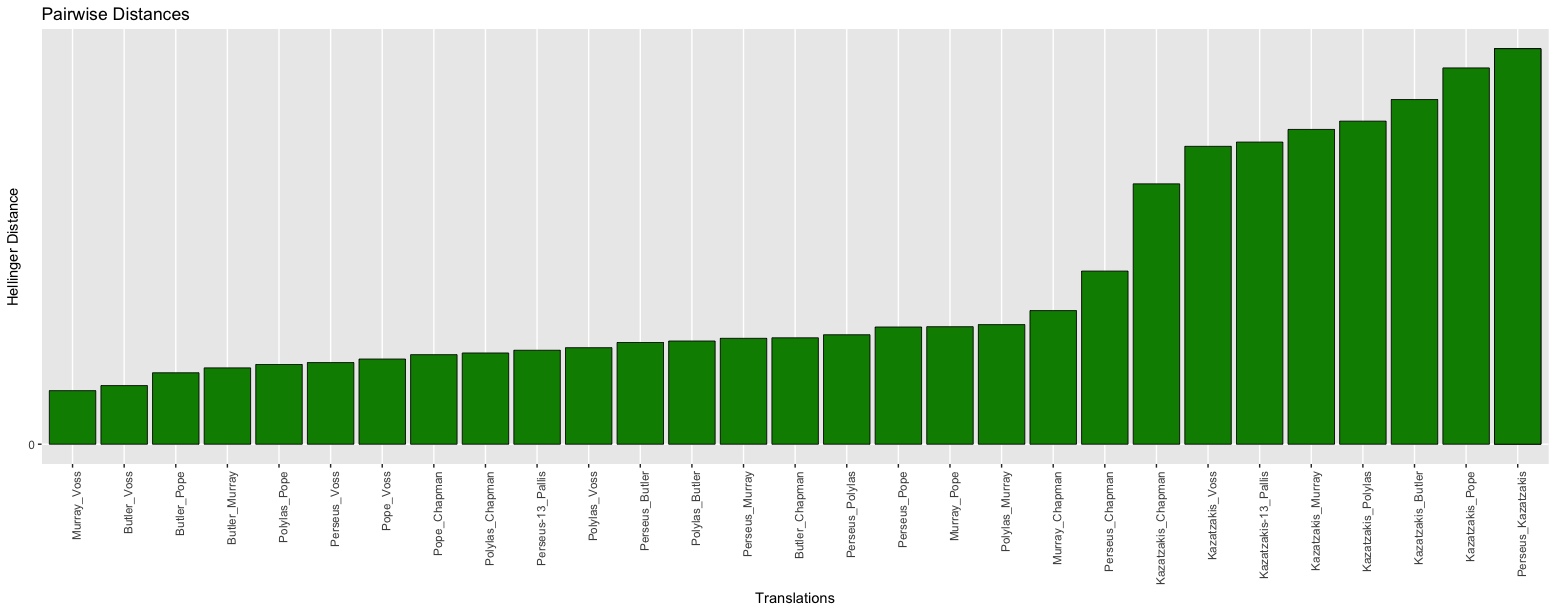 Pairwise Distances
Hellinger Distance
0
Murray_Voss
Butler_Voss
Butler_Pope
Butler_Murray
Polylas_Pope
Perseus_Voss
Pope_Voss
Pope_Chapman
Polylas_Chapman
Perseus-13_Pallis
Polylas_Voss
Perseus_Butler
Polylas_Butler
Perseus_Murray
Butler_Chapman
Perseus_Polylas
Perseus_Pope
Murray_Pope
Polylas_Murray
Murray_Chapman
Perseus_Chapman
Kazatzakis_Chapman
Kazatzakis_Voss
Kazatzakis-13_Pallis
Kazatzakis_Murray
Kazatzakis_Polylas
Kazatzakis_Butler
Kazatzakis_Pope
Perseus_Kazatzakis
Translations